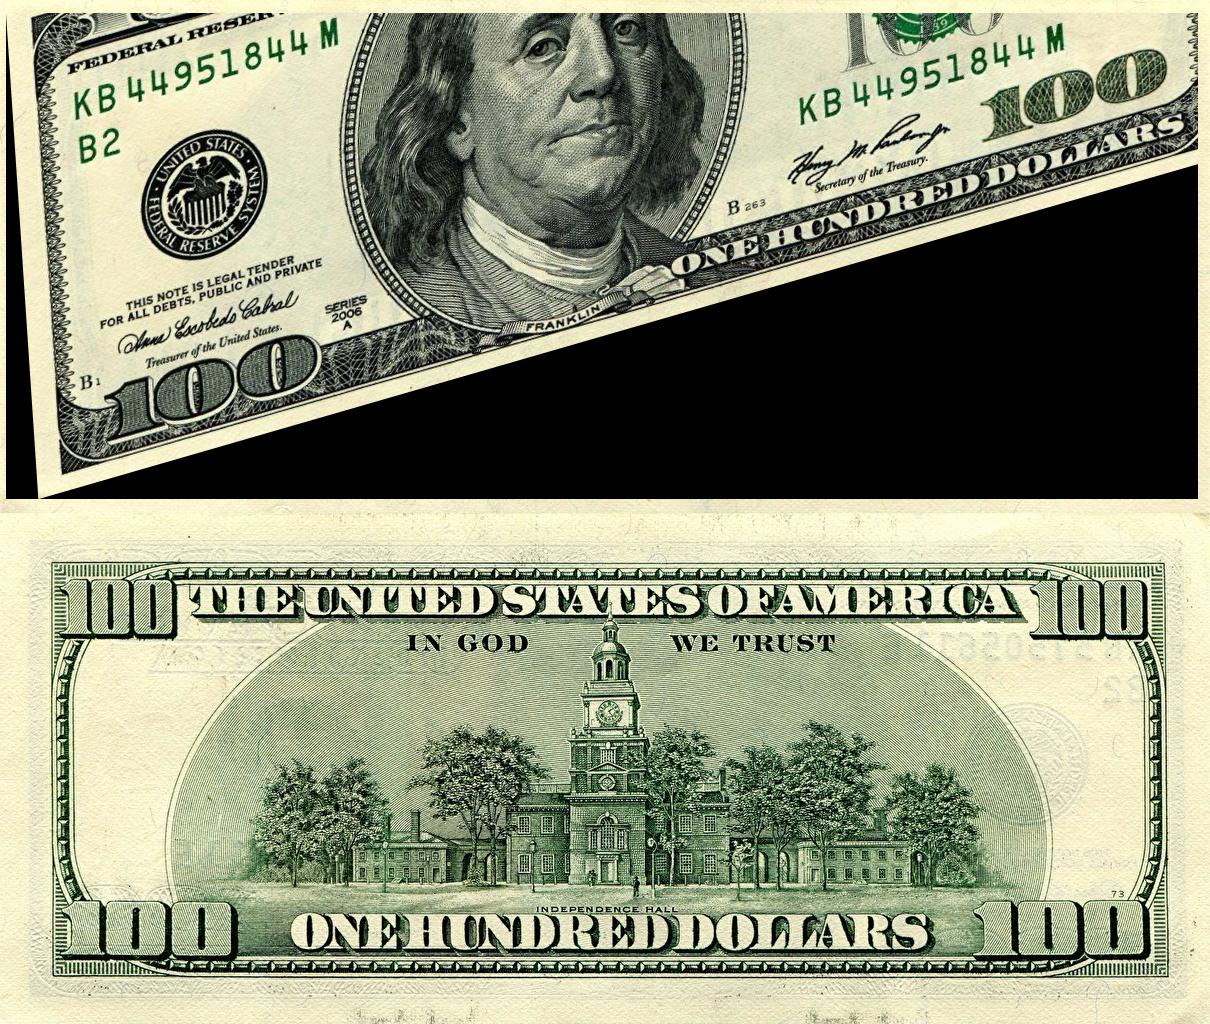 FEDERAL RESERV
KB 44951844 M
B2
UNITED STATES
FEDERAL RESERVE SYSTEM
THIS NOTE IS LEGAL TENDER
FOR ALL DEBTS, PUBLIC AND PRIVATE
Anna Escobedo Cabral
Treasurer of the United States.
SERIES
2006
A
B1
100
FRANKLIN
100
KB 44951844 M
100
Henry M. Paulson Jr
Secretary of the Treasury.
B 263
ONE HUNDRED DOLLARS
100 THE UNITED STATES OF AMERICA 100
IN GOD WE TRUST
73
INDEPENDENCE HALL
100 ONE HUNDRED DOLLARS 100